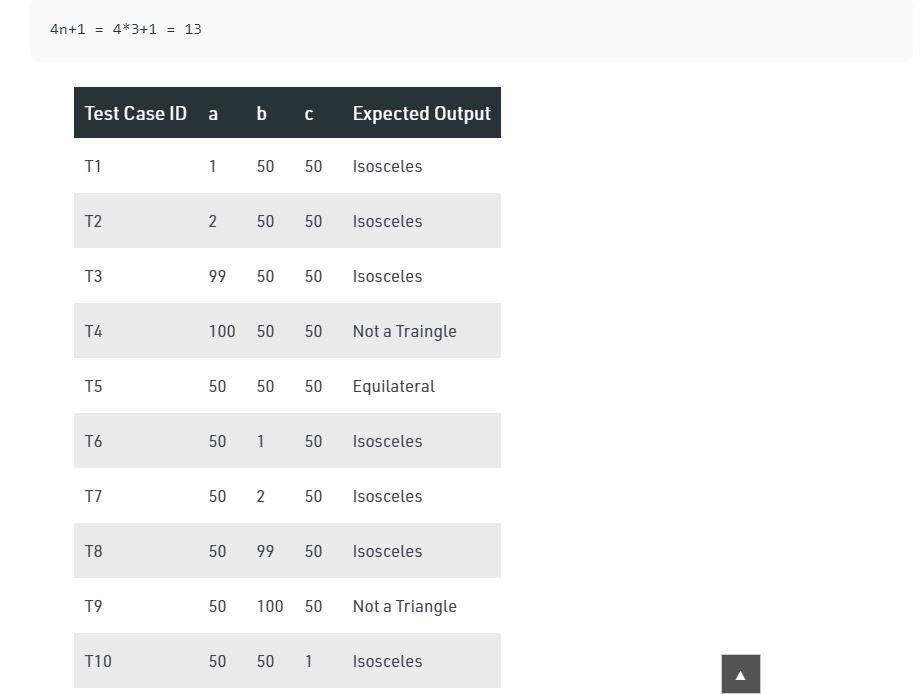 4n+1 = 4*3+1 = 13
Test Case ID a b c Expected Output
T1 1 50 50 Isosceles
T2 2 50 50 Isosceles
T3 99 50 50 Isosceles
T4 100 50 50 Not a Traingle
T5 50 50 50 Equilateral
T6 50 1 50 Isosceles
T7 50 2 50 Isosceles
T8 50 99 50 Isosceles
T9 50 100 50 Not a Triangle
T10 50 50 1 Isosceles